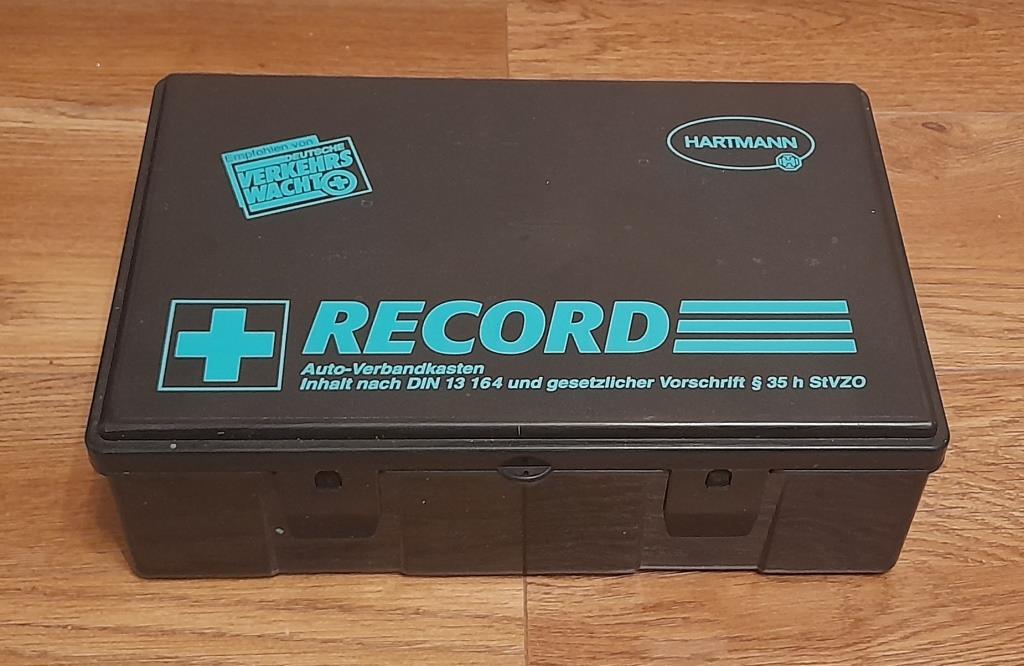 Empfohlen von
DEUTSCHE
VERKEHRS
WACHT
HARTMANN
RECORD
Auto-Verbandkasten
Inhalt nach DIN 13 164 und gesetzlicher Vorschrift § 35 h StVZO